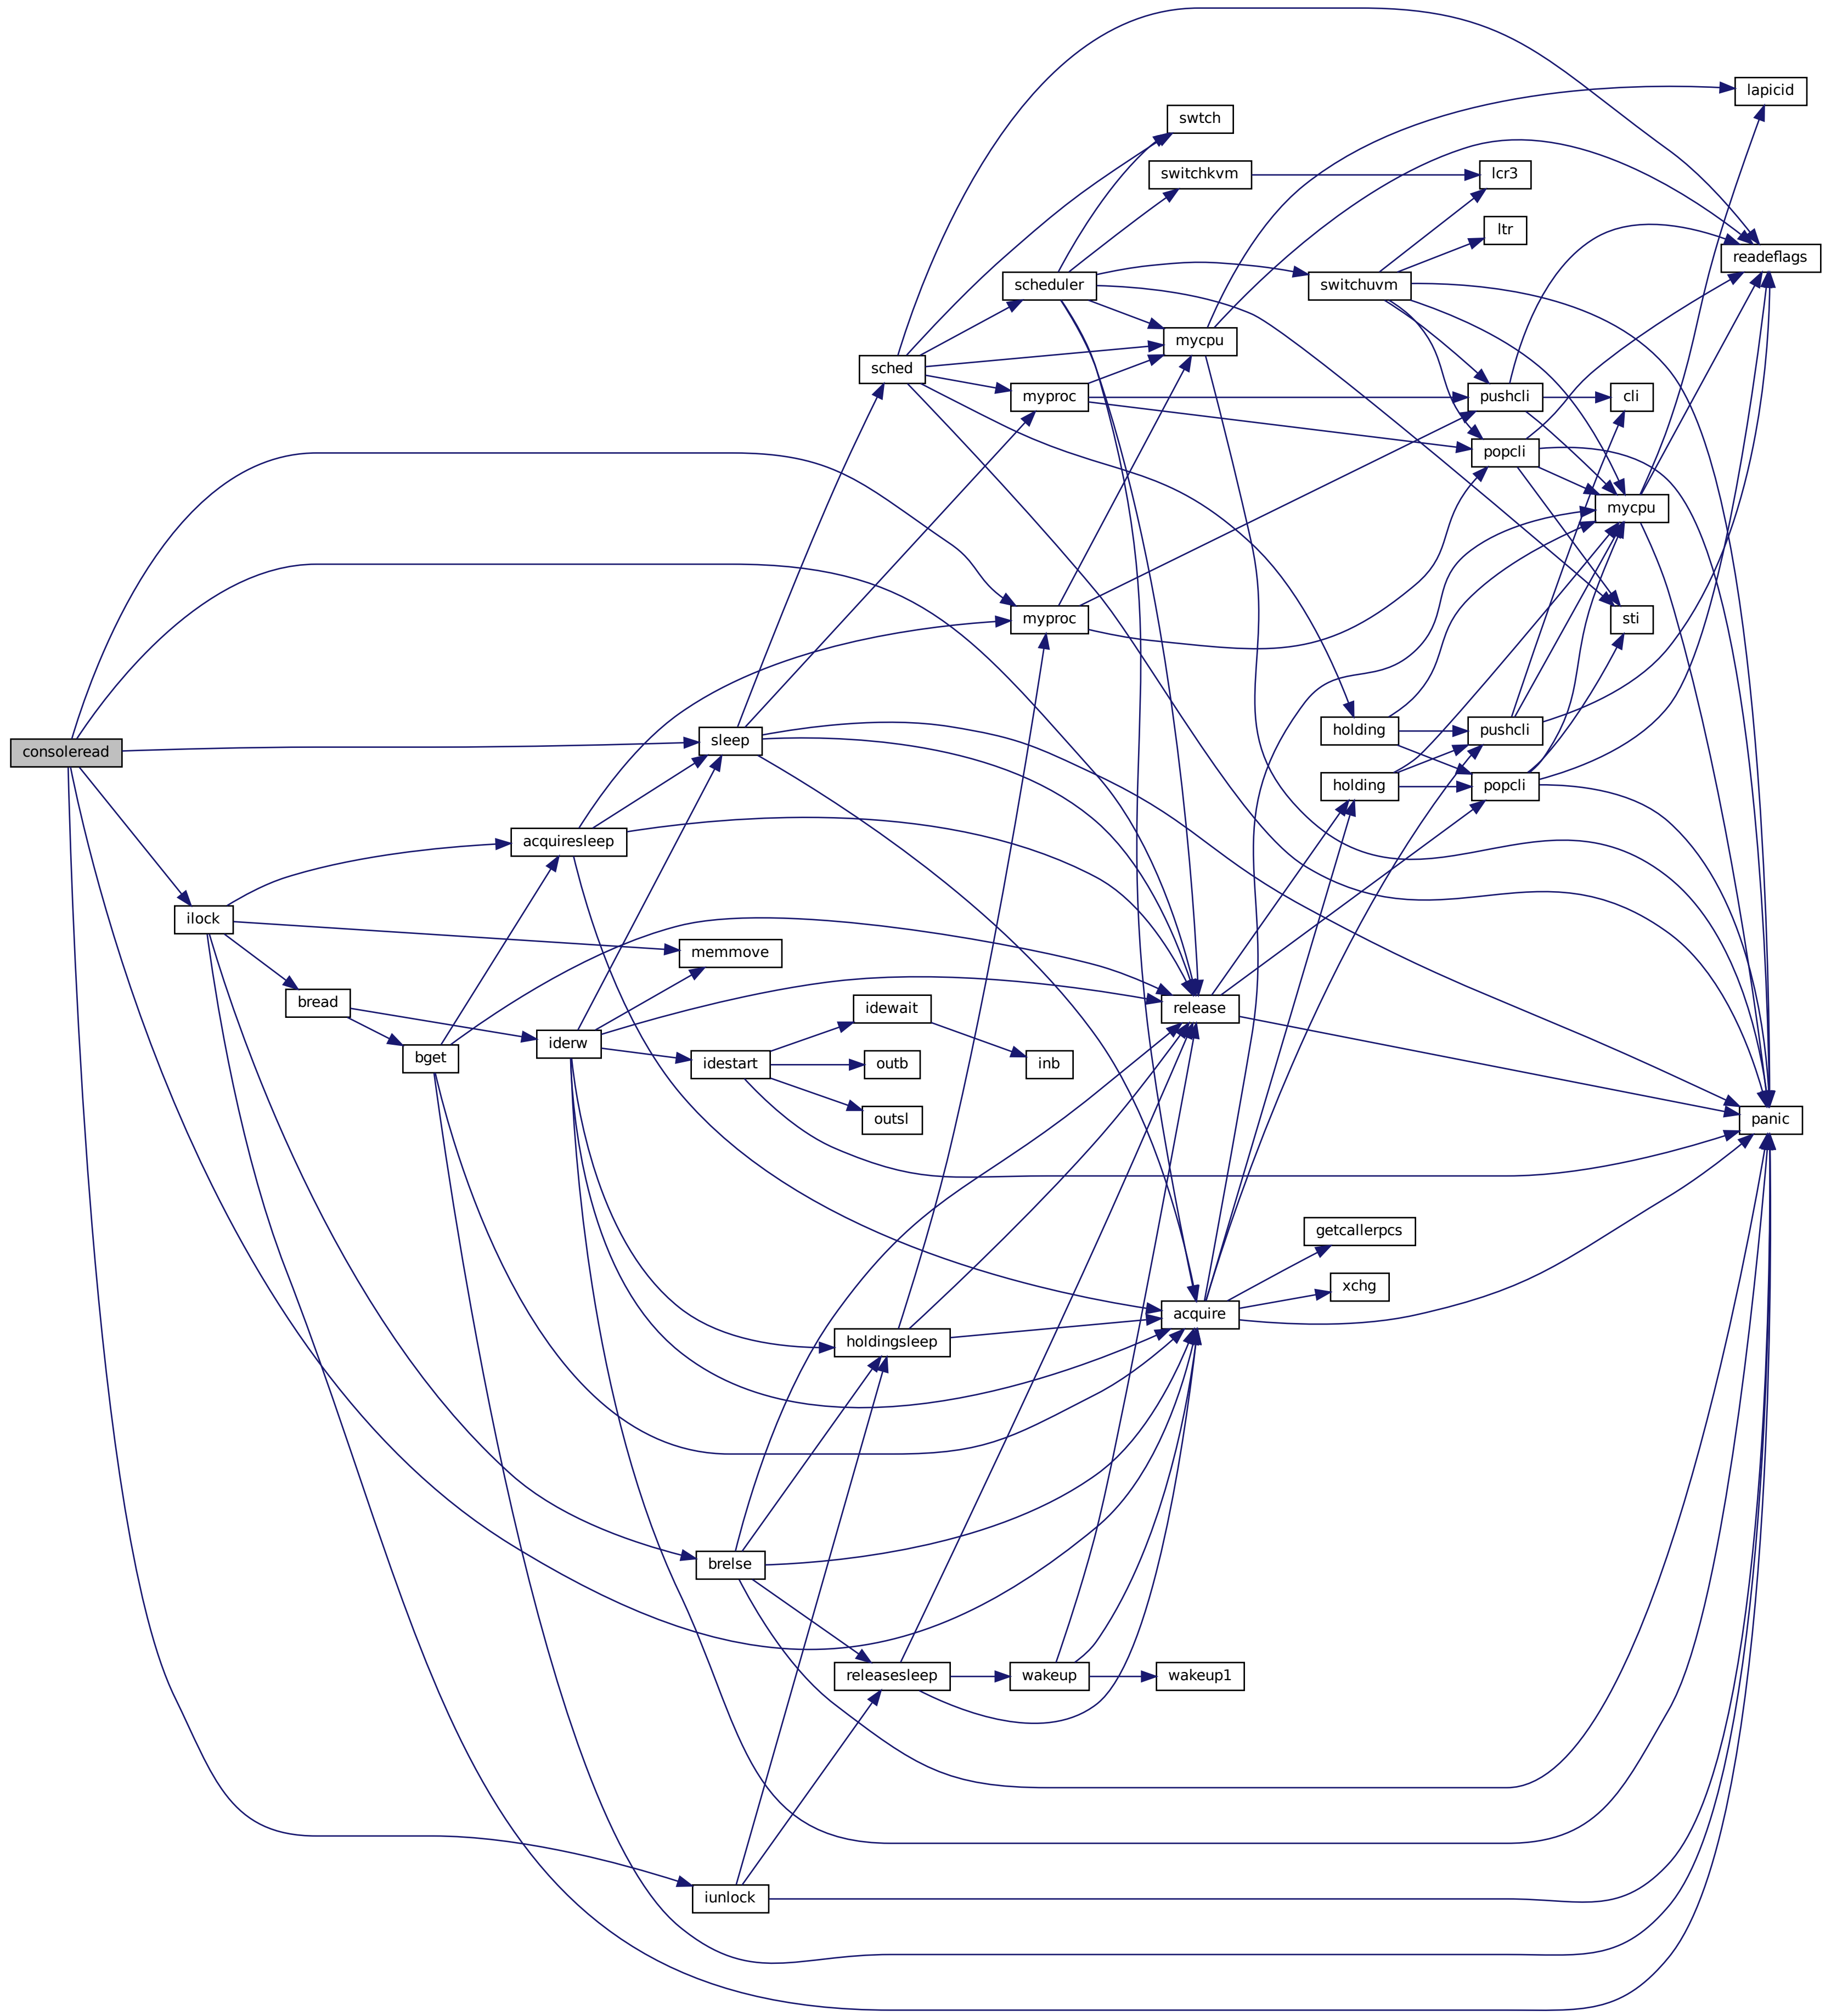 consoleread
ilock
bread
bget
acquiresleep
iderw
sleep
memmove
idestart
brelse
iunlock
sched
idewait
outb
outsl
holdingsleep
releasesleep
scheduler
myproc
myproc
inb
wakeup
swtch
switchkvm
mycpu
release
acquire
wakeup1
switchuvm
holding
holding
getcallerpcs
xchg
lcr3
ltr
pushcli
popcli
pushcli
popcli
cli
mycpu
sti
lapicid
readeflags
panic